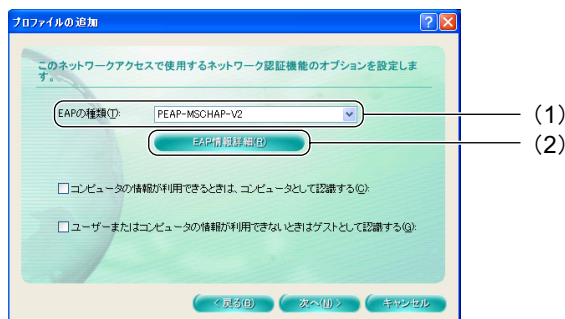 プロファイルの追加
このネットワークアクセスで使用するネットワーク認証機能のオプションを設定しま
す。
EAPの種類(T): PEAP-MSCHAP-V2
(1)
EAP情報詳細(R)
(2)
コンピュータの情報が利用できるときは、コンピュータとして認識する(C):
ユーザーまたはコンピュータの情報が利用できないときはゲストとして認識する(G):
< 戻る(B) 次へ(N) > キャンセル